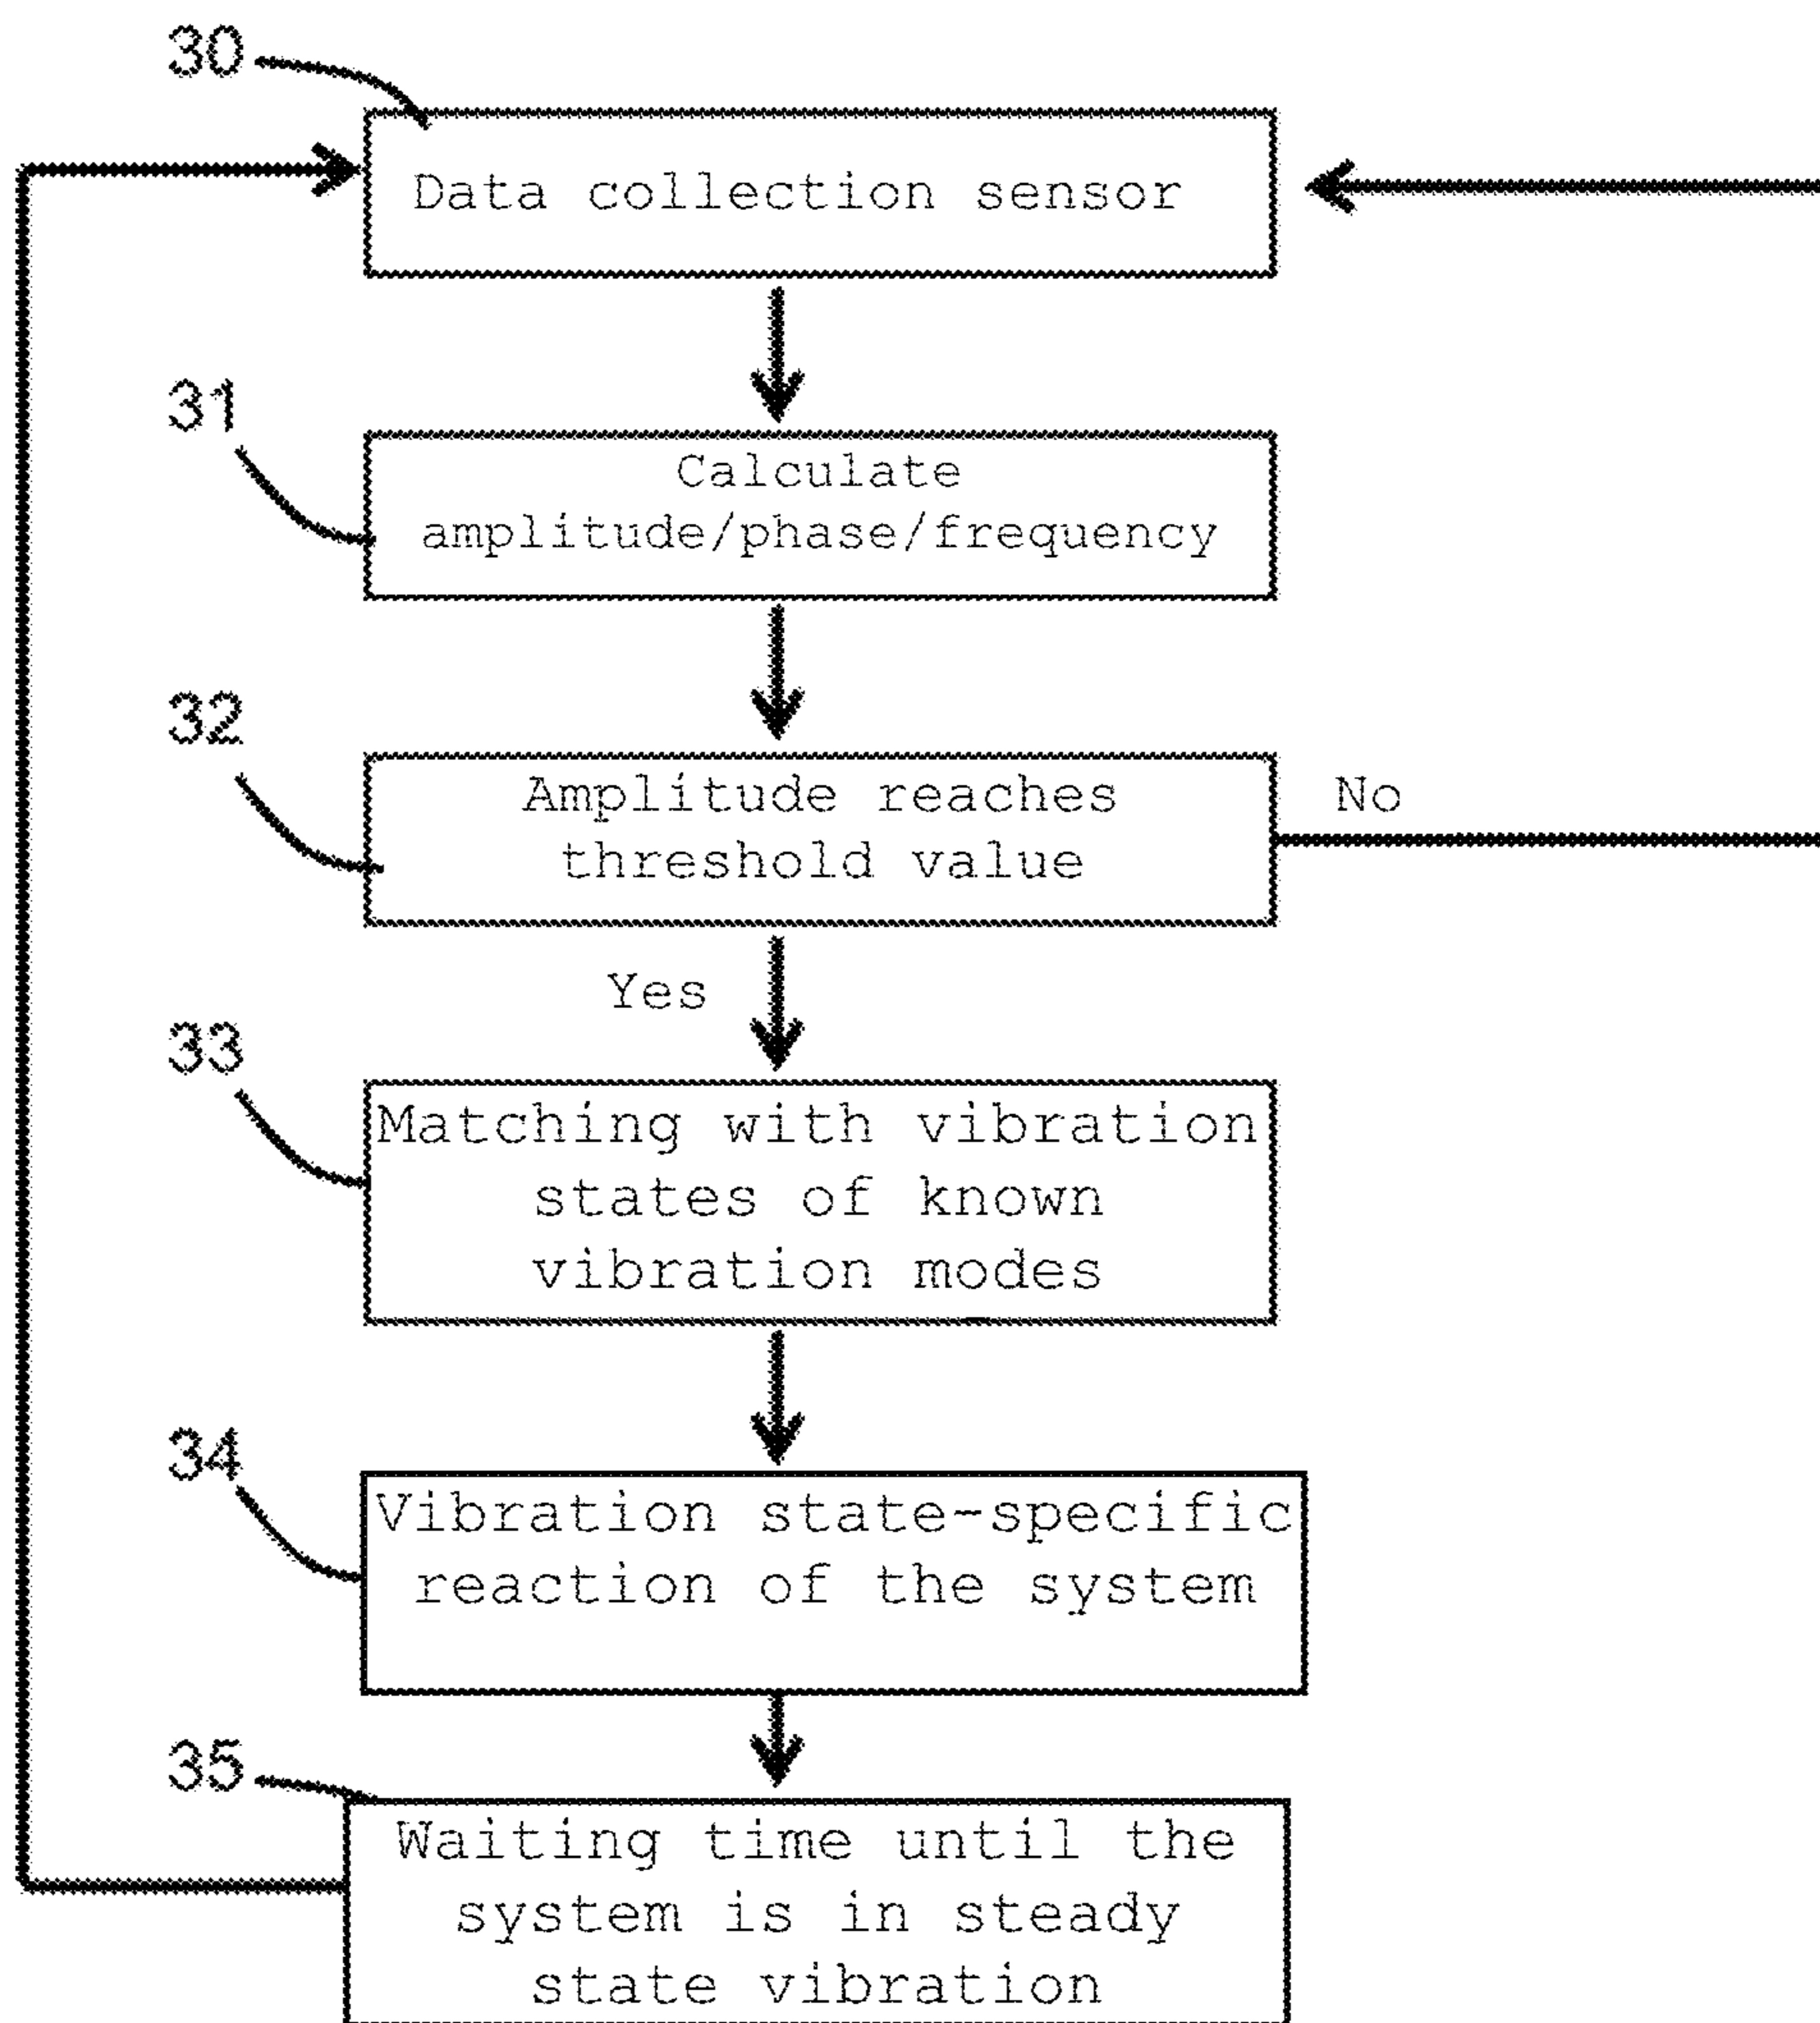 30
Data collection sensor
31
Calculate
amplitude/phase/frequency
32
Amplitude reaches
threshold value
No
Yes
33
Matching with vibration
states of known
vibration modes
34
Vibration state-specific
reaction of the system
35
Waiting time until the
system is in steady
state vibration